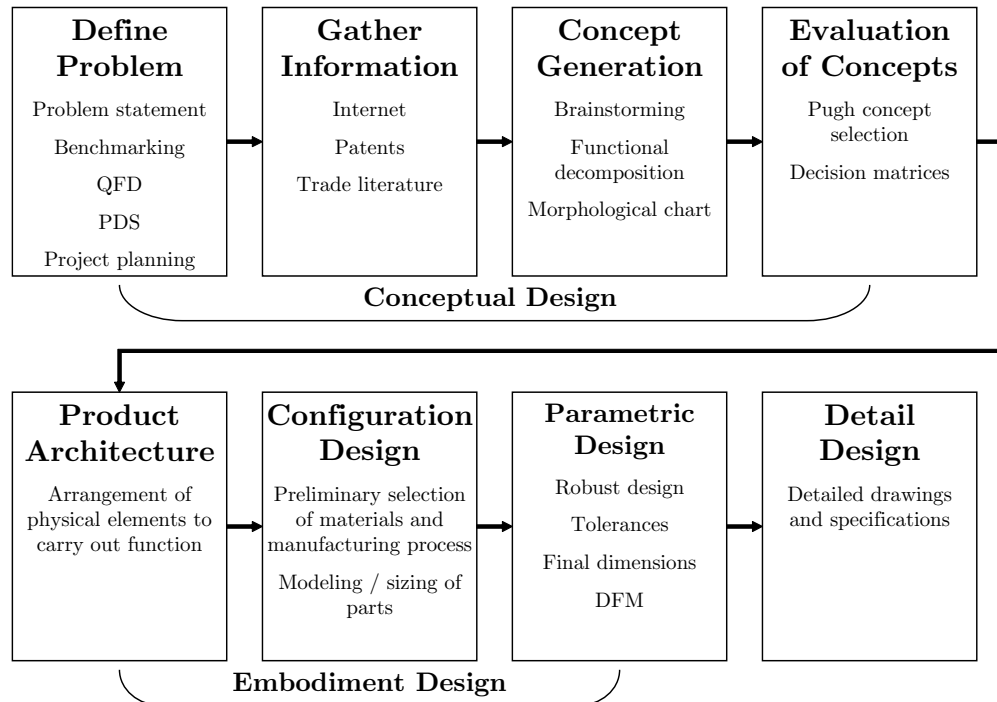 Define
Problem
Problem statement
Benchmarking
QFD
PDS
Project planning
Gather
Information
Internet
Patents
Trade literature
Concept
Generation
Brainstorming
Functional
decomposition
Morphological chart
Evaluation
of Concepts
Pugh concept
selection
Decision matrices
Conceptual Design
Product
Architecture
Arrangement of
physical elements to
carry out function
Configuration
Design
Preliminary selection
of materials and
manufacturing process
Modeling / sizing of
parts
Parametric
Design
Robust design
Tolerances
Final dimensions
DFM
Detail
Design
Detailed drawings
and specifications
Embodiment Design